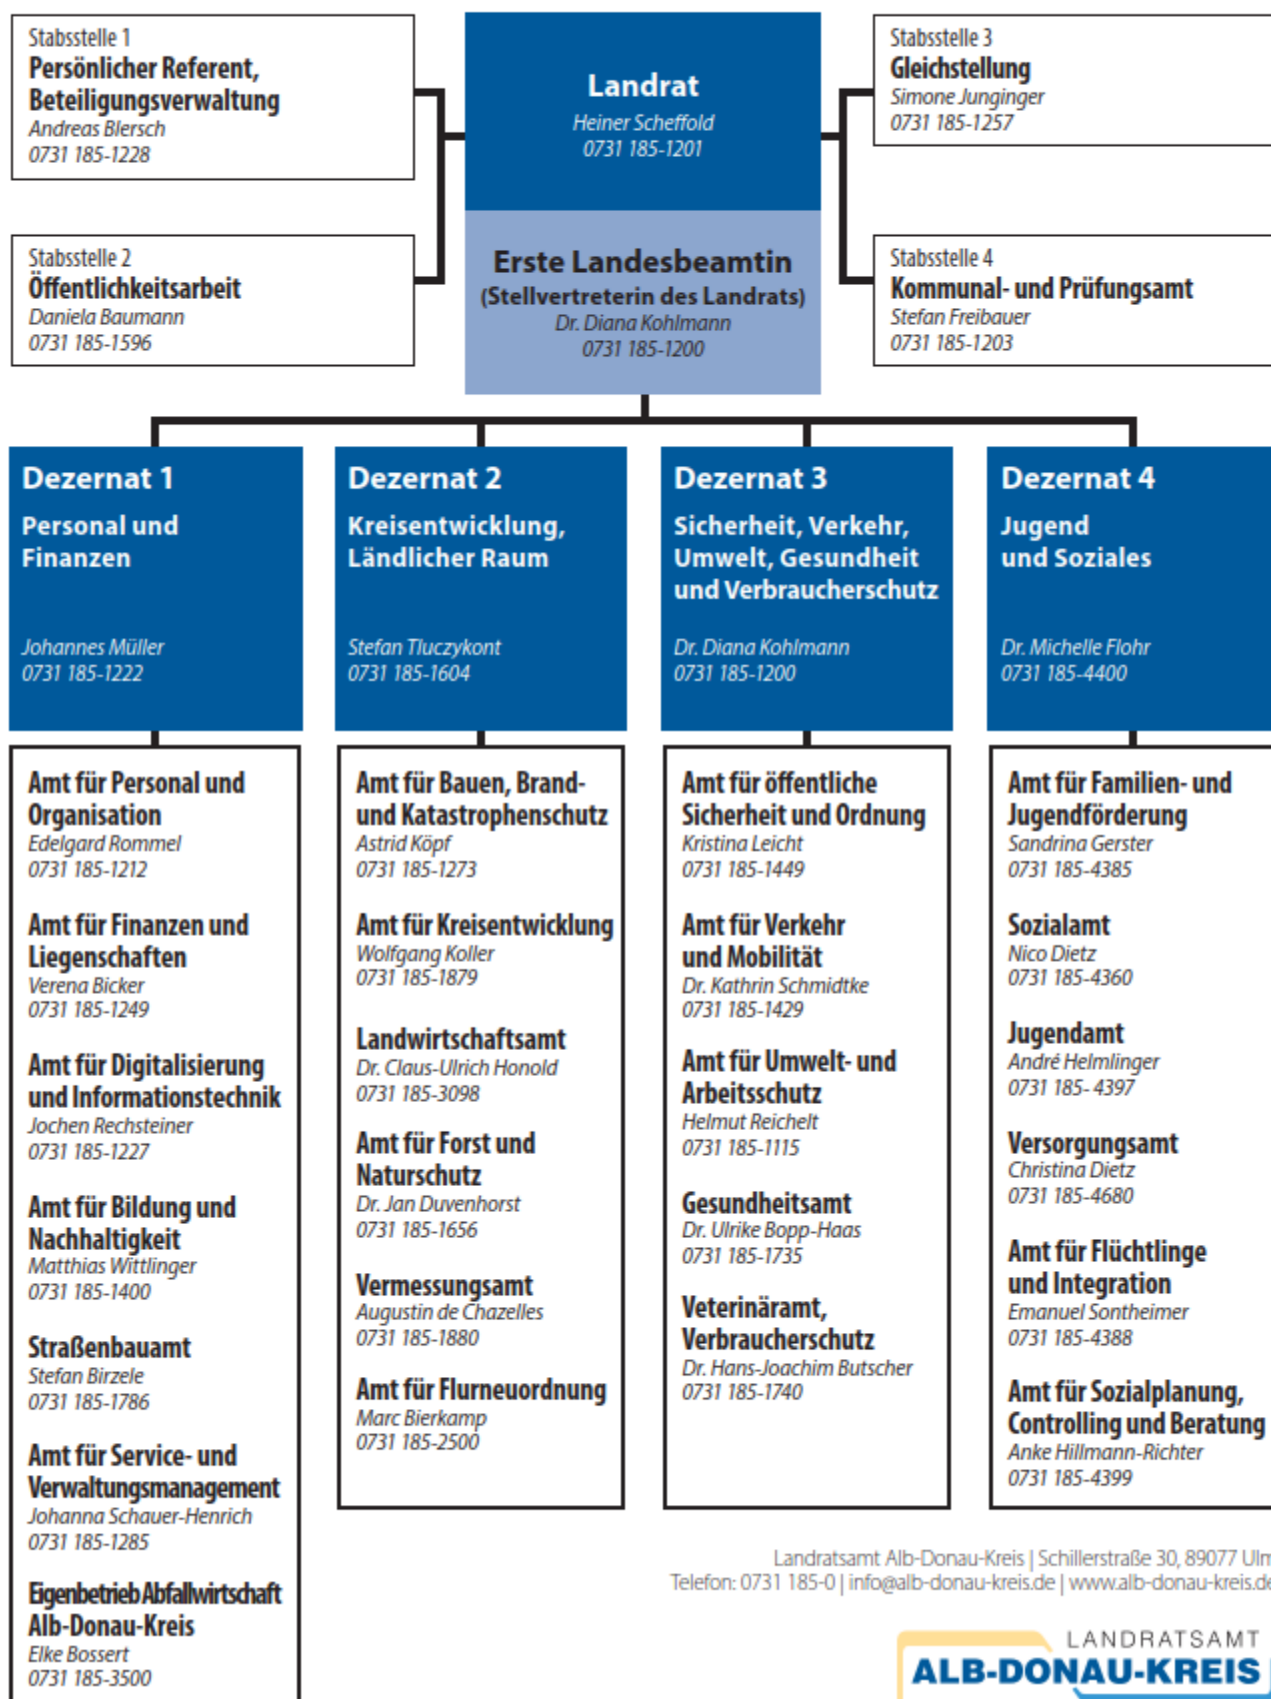 Stabsstelle 1
Persönlicher Referent,
Beteiligungsverwaltung
Andreas Blersch
0731 185-1228
Stabsstelle 2
Öffentlichkeitsarbeit
Daniela Baumann
0731 185-1596
Landrat
Heiner Scheffold
0731 185-1201
Erste Landesbeamtin
(Stellvertreterin des Landrats)
Dr. Diana Kohlmann
0731 185-1200
Stabsstelle 3
Gleichstellung
Simone Junginger
0731 185-1257
Stabsstelle 4
Kommunal- und Prüfungsamt
Stefan Freibauer
0731 185-1203
Dezernat 1
Personal und
Finanzen
Johannes Müller
0731 185-1222
Amt für Personal und
Organisation
Edelgard Rommel
0731 185-1212
Amt für Finanzen und
Liegenschaften
Verena Bicker
0731 185-1249
Amt für Digitalisierung
und Informationstechnik
Jochen Rechsteiner
0731 185-1227
Amt für Bildung und
Nachhaltigkeit
Matthias Wittlinger
0731 185-1400
Straßenbauamt
Stefan Birzele
0731 185-1786
Amt für Service- und
Verwaltungsmanagement
Johanna Schauer-Henrich
0731 185-1285
Eigenbetrieb Abfallwirtschaft
Alb-Donau-Kreis
Elke Bossert
0731 185-3500
Dezernat 2
Kreisentwicklung,
Ländlicher Raum
Stefan Tluczykont
0731 185-1604
Amt für Bauen, Brand-
und Katastrophenschutz
Astrid Köpf
0731 185-1273
Amt für Kreisentwicklung
Wolfgang Koller
0731 185-1879
Landwirtschaftsamt
Dr. Claus-Ulrich Honold
0731 185-3098
Amt für Forst und
Naturschutz
Dr. Jan Duvenhorst
0731 185-1656
Vermessungsamt
Augustin de Chazelles
0731 185-1880
Amt für Flurneuordnung
Marc Bierkamp
0731 185-2500
Dezernat 3
Sicherheit, Verkehr,
Umwelt, Gesundheit
und Verbraucherschutz
Dr. Diana Kohlmann
0731 185-1200
Amt für öffentliche
Sicherheit und Ordnung
Kristina Leicht
0731 185-1449
Amt für Verkehr
und Mobilität
Dr. Kathrin Schmidtke
0731 185-1429
Amt für Umwelt- und
Arbeitsschutz
Helmut Reichelt
0731 185-1115
Gesundheitsamt
Dr. Ulrike Bopp-Haas
0731 185-1735
Veterinäramt,
Verbraucherschutz
Dr. Hans-Joachim Butscher
0731 185-1740
Dezernat 4
Jugend
und Soziales
Dr. Michelle Flohr
0731 185-4400
Amt für Familien- und
Jugendförderung
Sandrina Gerster
0731 185-4385
Sozialamt
Nico Dietz
0731 185-4360
Jugendamt
André Helmlinger
0731 185- 4397
Versorgungsamt
Christina Dietz
0731 185-4680
Amt für Flüchtlinge
und Integration
Emanuel Sontheimer
0731 185-4388
Amt für Sozialplanung,
Controlling und Beratung
Anke Hillmann-Richter
0731 185-4399
Landratsamt Alb-Donau-Kreis | Schillerstraße 30, 89077 Ulm
Telefon: 0731 185-0 | info@alb-donau-kreis.de | www.alb-donau-kreis.de
LANDRATSAMT
ALB-DONAU-KREIS